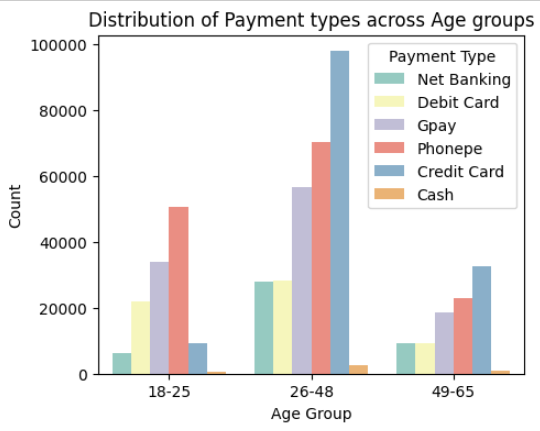 Distribution of Payment types across Age groups
100000
80000
60000
40000
20000
0
Count
Payment Type
Net Banking
Debit Card
Gpay
Phonepe
Credit Card
Cash
18-25
26-48
49-65
Age Group